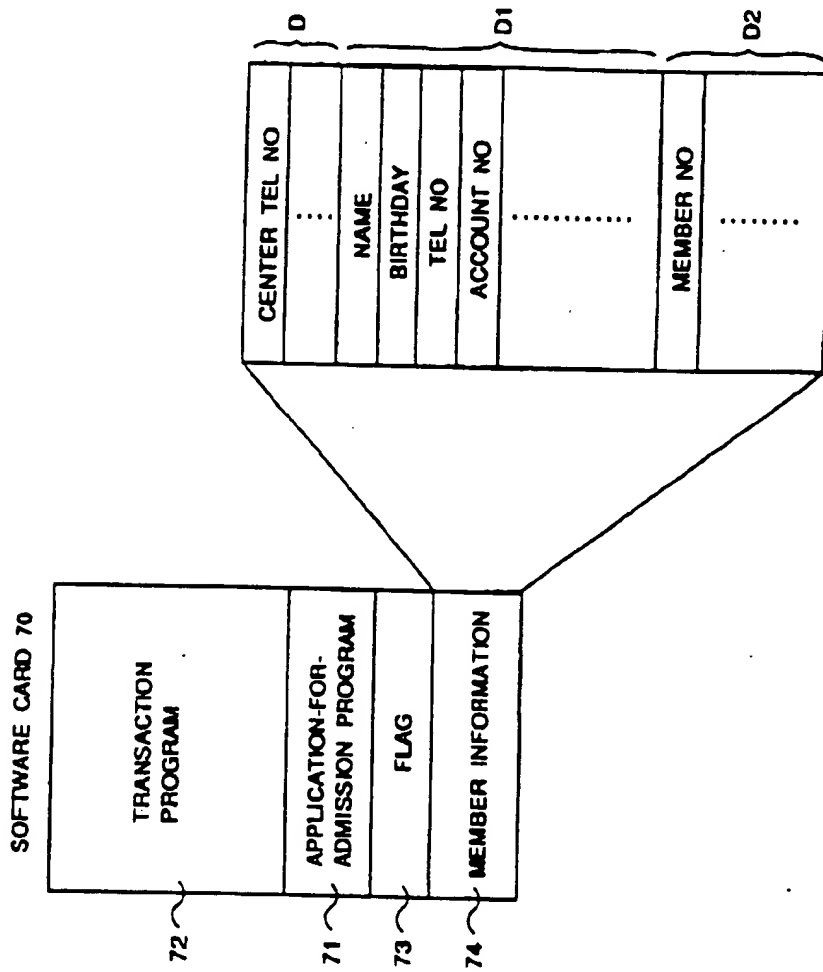 SOFTWARE CARD 70
72
TRANSACTION
PROGRAM
71
APPLICATION-FOR-
ADMISSION PROGRAM
73
FLAG
74
MEMBER INFORMATION
CENTER TEL NO
..... 
NAME
BIRTHDAY
TEL NO
ACCOUNT NO
.............
MEMBER NO
........
D
D1
D2